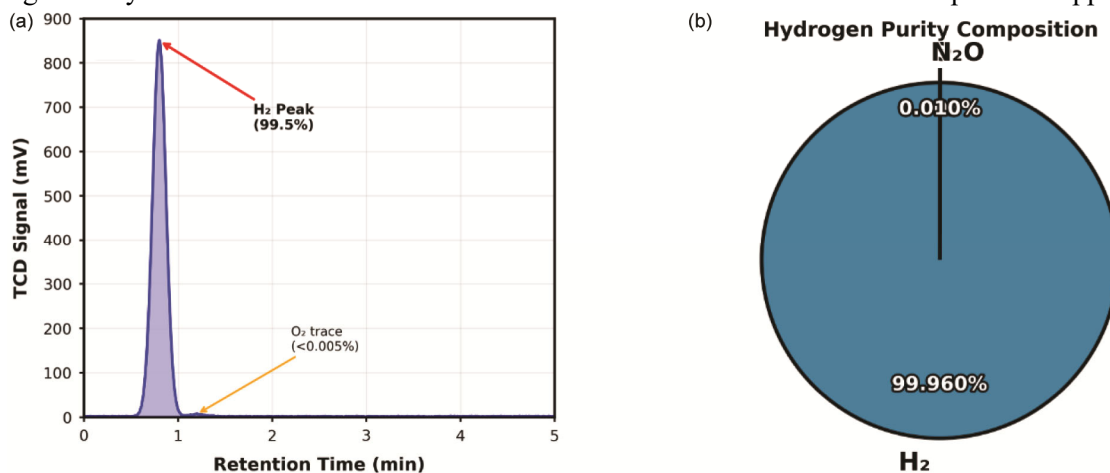 (a)
900
800
700
600
500
400
300
200
100
0
TCD Signal (mV)
H₂ Peak
(99.5%)
O₂ trace
(<0.005%)
0 1 2 3 4 5
Retention Time (min)
(b)
Hydrogen Purity Composition
N₂O
0.010%
99.960%
H₂